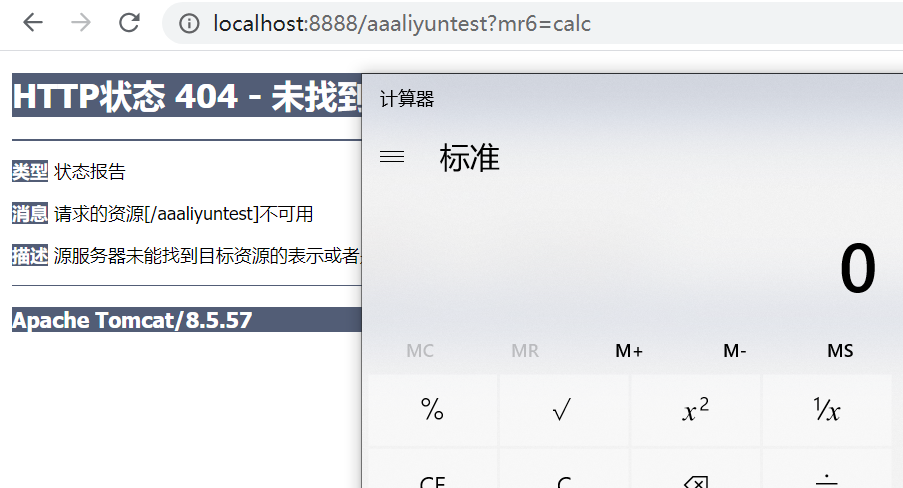 localhost:8888/aaaliyuntest?mr6=calc
HTTP状态 404 - 未找到
类型 状态报告
消息 请求的资源[/aaaliyuntest]不可用
描述 源服务器未能找到目标资源的表示或者
Apache Tomcat/8.5.57
计算器
标准
0
MC MR M+ M- MS
% √ x² ¹/x
CE C ÷